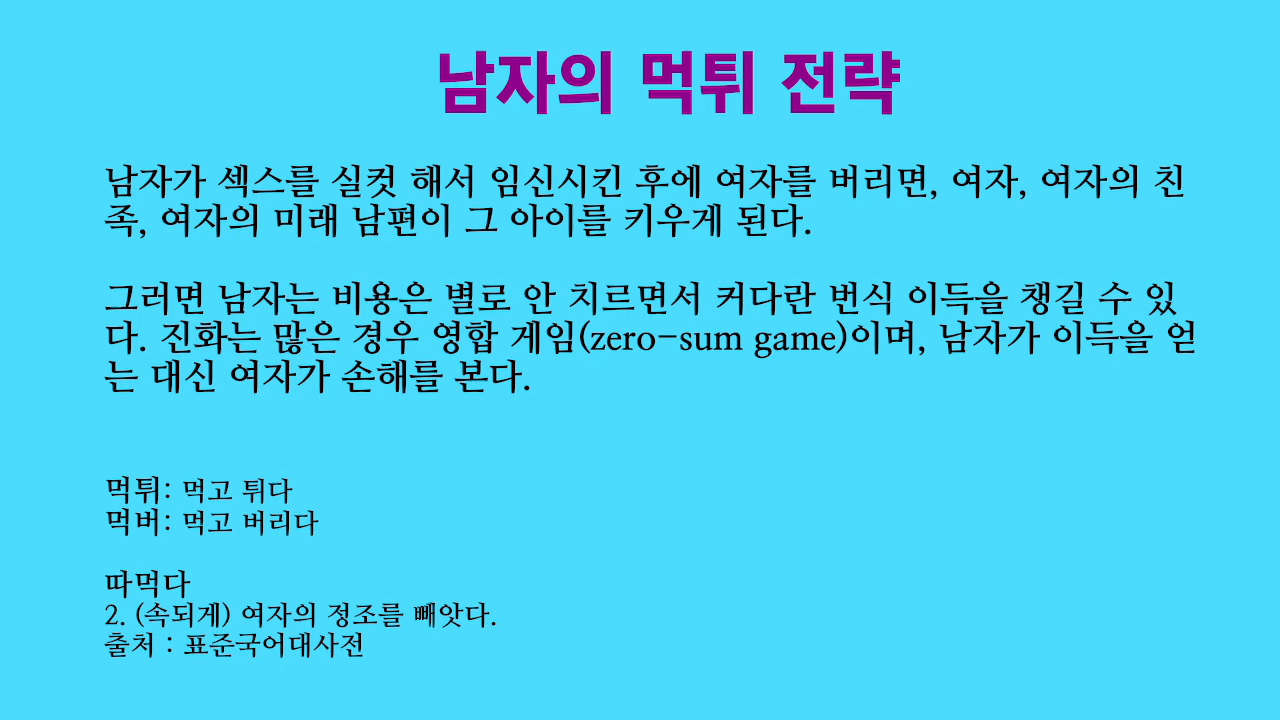 남자의 먹튀 전략
남자가 섹스를 실컷 해서 임신시킨 후에 여자를 버리면, 여자, 여자의 친
족, 여자의 미래 남편이 그 아이를 키우게 된다.
그러면 남자는 비용은 별로 안 치르면서 커다란 번식 이득을 챙길 수 있
다. 진화는 많은 경우 영합 게임(zero-sum game)이며, 남자가 이득을 얻
는 대신 여자가 손해를 본다.
먹튀: 먹고 튀다
먹버: 먹고 버리다
따먹다
2. (속되게) 여자의 정조를 빼앗다.
출처 : 표준국어대사전